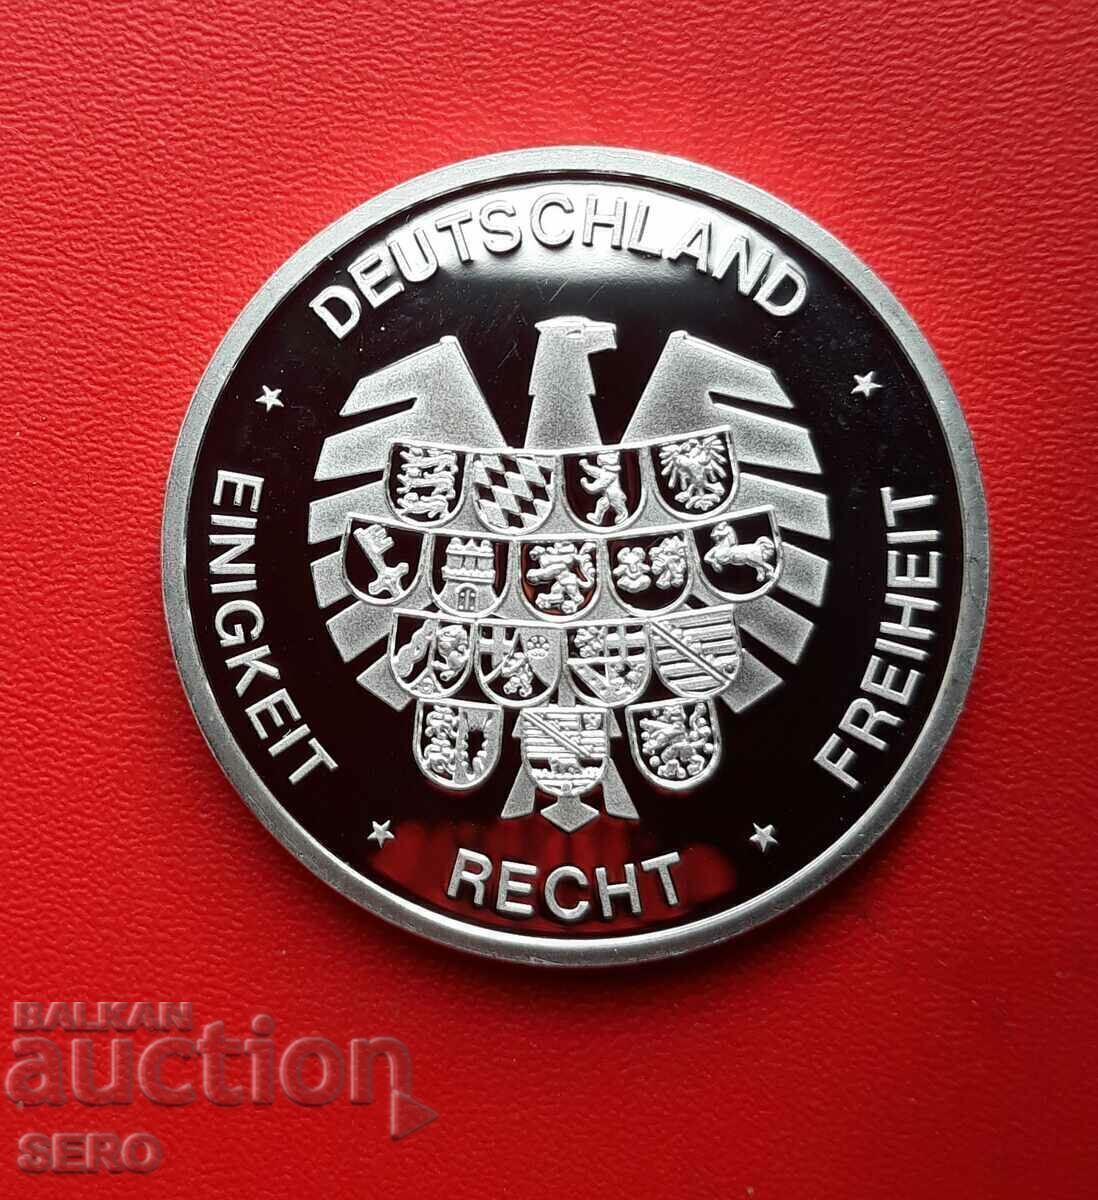 DEUTSCHLAND
EINIGKEIT
RECHT
FREIHEIT
BALKAN
auction
SERO